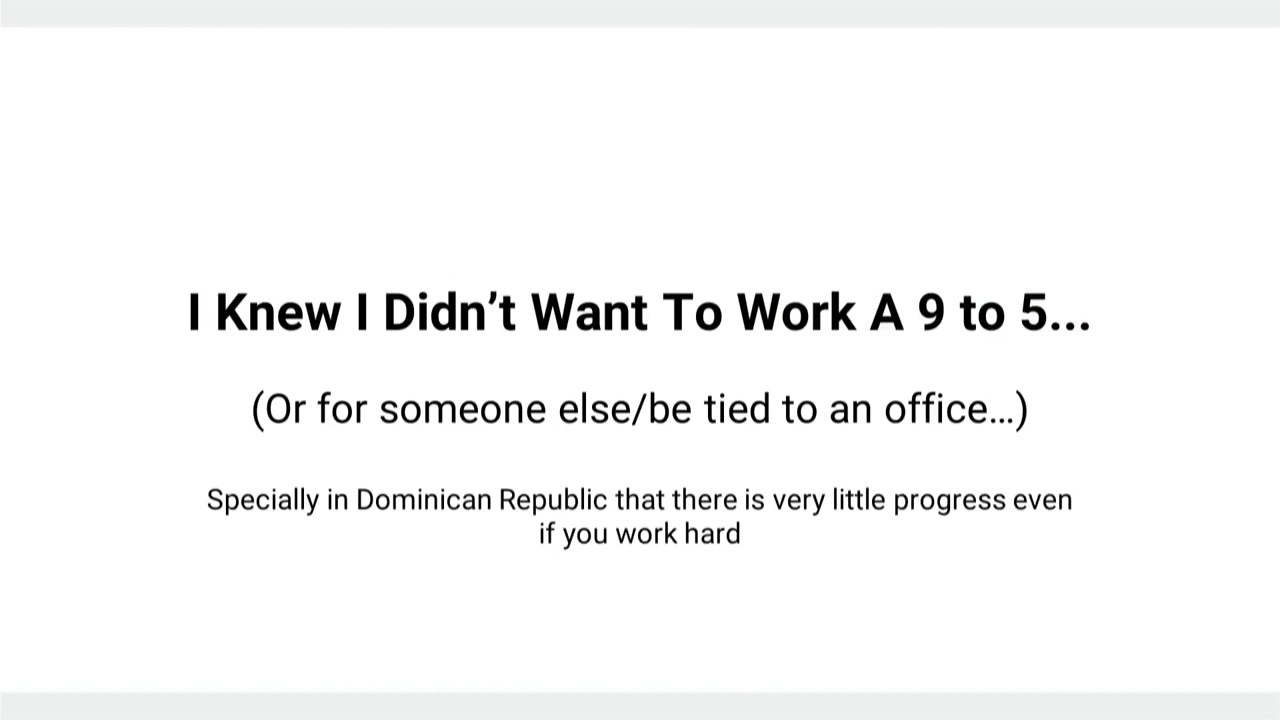 I Knew I Didn’t Want To Work A 9 to 5...
(Or for someone else/be tied to an office...)
Specially in Dominican Republic that there is very little progress even
if you work hard